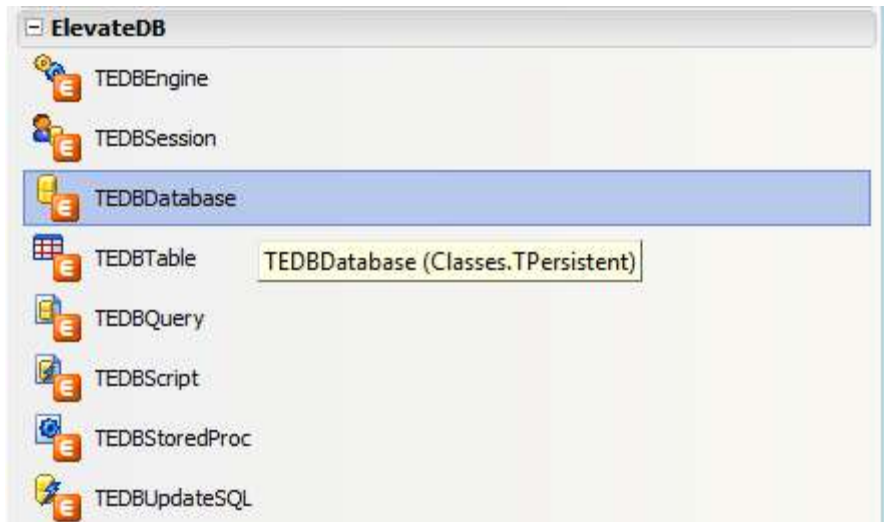 ElevateDB
TEDBEngine
TEDBSession
TEDBDatabase
TEDBTable
TEDBDatabase (Classes.TPersistent)
TEDBQuery
TEDBScript
TEDBStoredProc
TEDBUpdateSQL